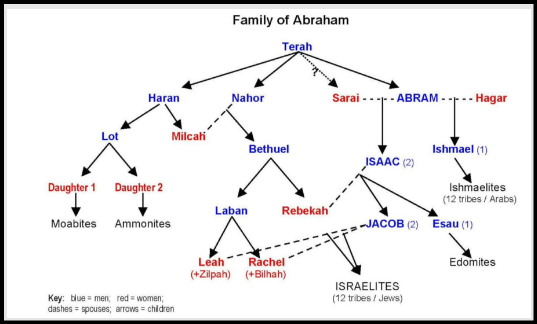 Family of Abraham
Terah
?
Haran Nahor Sarai ABRAM Hagar
Lot Milcah
Bethuel ISAAC (2) Ishmael (1)
Daughter 1 Daughter 2
Ishmaelites
(12 tribes / Arabs)
Moabites Ammonites
Laban Rebekah JACOB (2) Esau (1)
Leah Rachel
(+Zilpah) (+Bilhah)
Edomites
ISRAELITES
(12 tribes / Jews)
Key: blue = men; red = women;
dashes = spouses; arrows = children